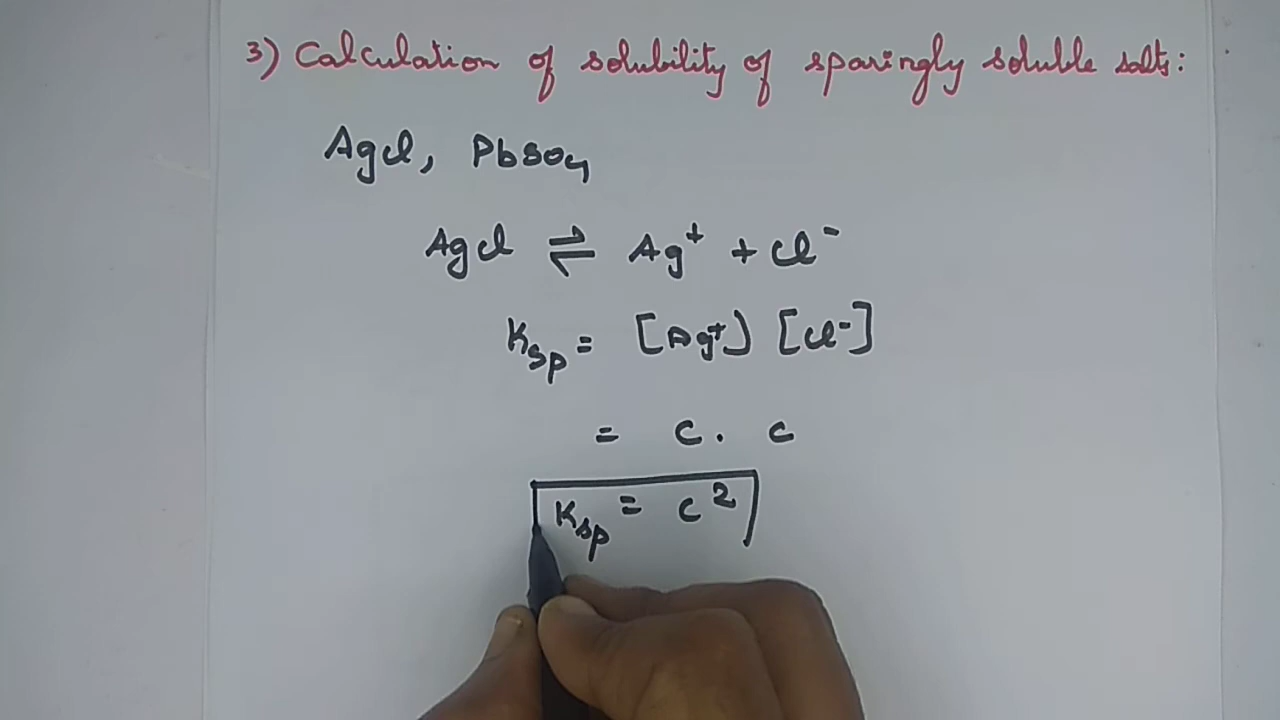 3) Calculation of solubility of sparingly soluble salts:
AgCl, PbSO4
AgCl ⇌ Ag⁺ + Cl⁻
Ksp = [Ag⁺] [Cl⁻]
= c. c
Ksp = c²